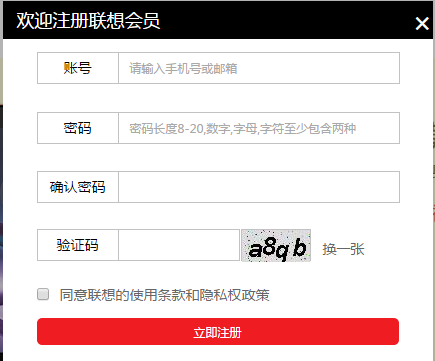 欢迎注册联想会员 ×
账号 请输入手机号或邮箱
密码 密码长度8-20,数字,字母,字符至少包含两种
确认密码
验证码 a8qb 换一张
同意联想的使用条款和隐私权政策
立即注册